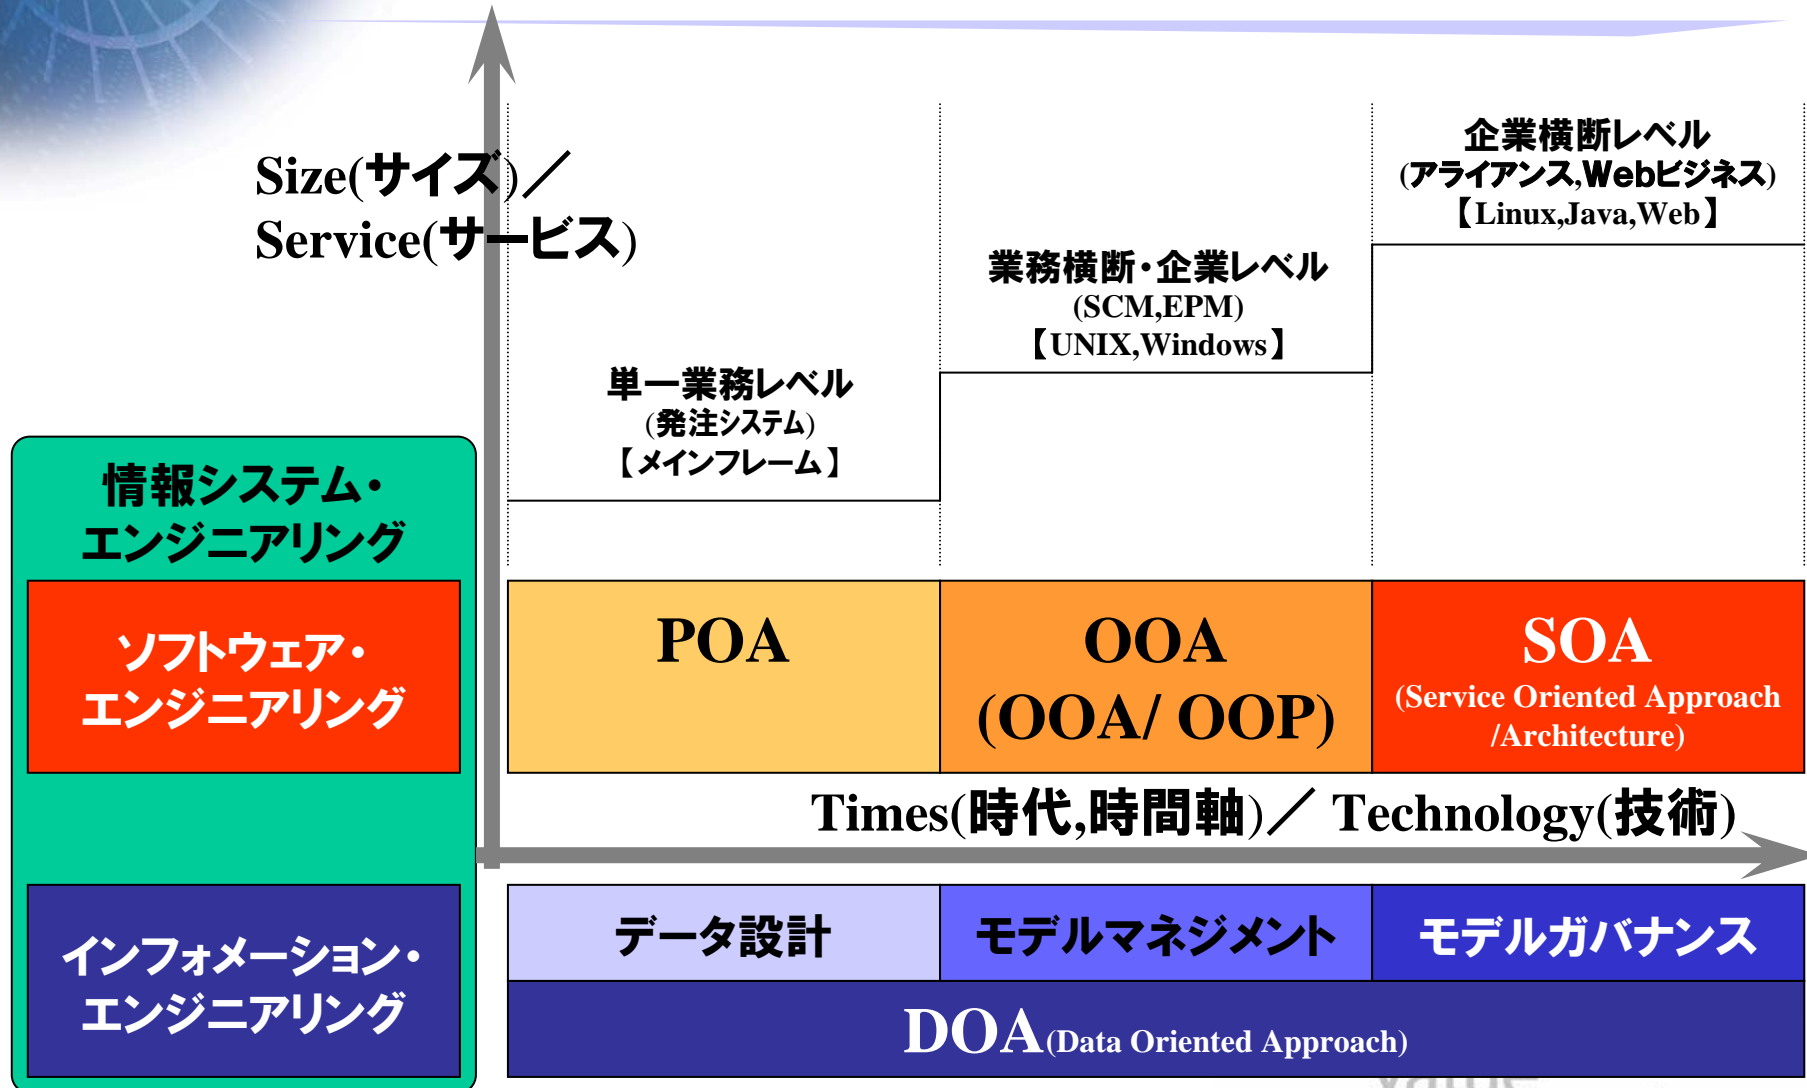 Size(サイズ)／
Service(サービス)
企業横断レベル
(アライアンス,Webビジネス)
【Linux,Java,Web】
業務横断・企業レベル
(SCM,EPM)
【UNIX,Windows】
単一業務レベル
(発注システム)
【メインフレーム】
情報システム・
エンジニアリング
ソフトウェア・
エンジニアリング
POA
OOA
(OOA/ OOP)
SOA
(Service Oriented Approach
/Architecture)
Times(時代,時間軸)／ Technology(技術)
インフォメーション・
エンジニアリング
データ設計
モデルマネジメント
モデルガバナンス
DOA(Data Oriented Approach)